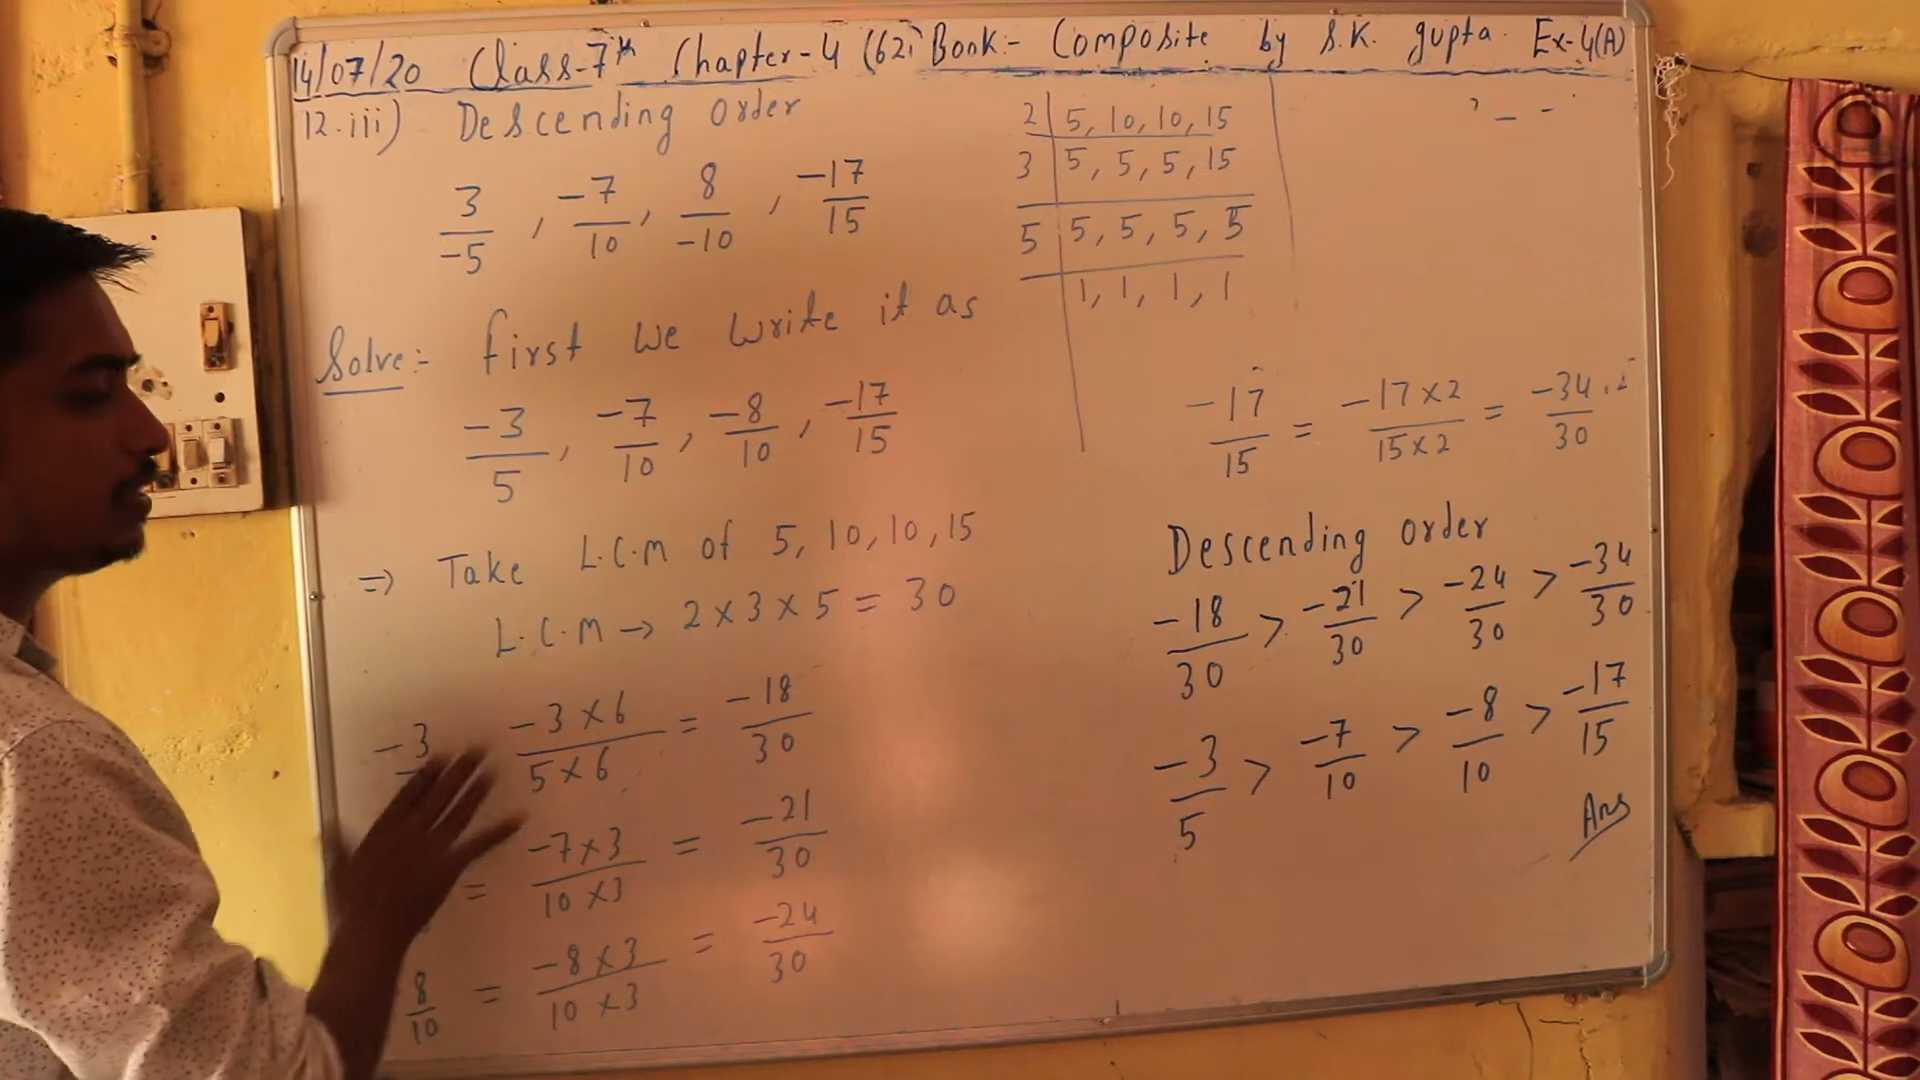 14/07/20 Class-7th Chapter-4 (62) Book:- Composite by S.K. gupta. Ex-4(A)
12.iii) Descending order
3/-5, -7/10, 8/-10, -17/15
Solve:- first we write it as
-3/5, -7/10, -8/10, -17/15
=> Take L.C.M of 5, 10, 10, 15
L.C.M → 2 × 3 × 5 = 30
-3 -3×6/5×6 = -18/30
= -7×3/10×3 = -21/30
8/10 = -8×3/10×3 = -24/30
2 | 5, 10, 10, 15
3 | 5, 5, 5, 15
5 | 5, 5, 5, 5
1, 1, 1, 1
-17/15 = -17×2/15×2 = -34/30
Descending order
-18/30 > -21/30 > -24/30 > -34/30
-3/5 > -7/10 > -8/10 > -17/15
Ans